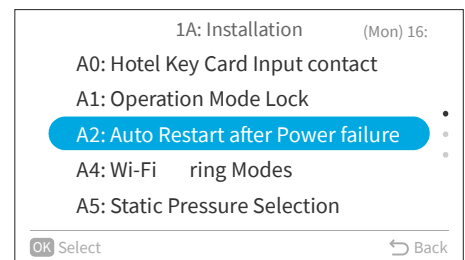 1A: Installation (Mon) 16:
A0: Hotel Key Card Input contact
A1: Operation Mode Lock
A2: Auto Restart after Power failure
A4: Wi-Fi ring Modes
A5: Static Pressure Selection
OK Select Back